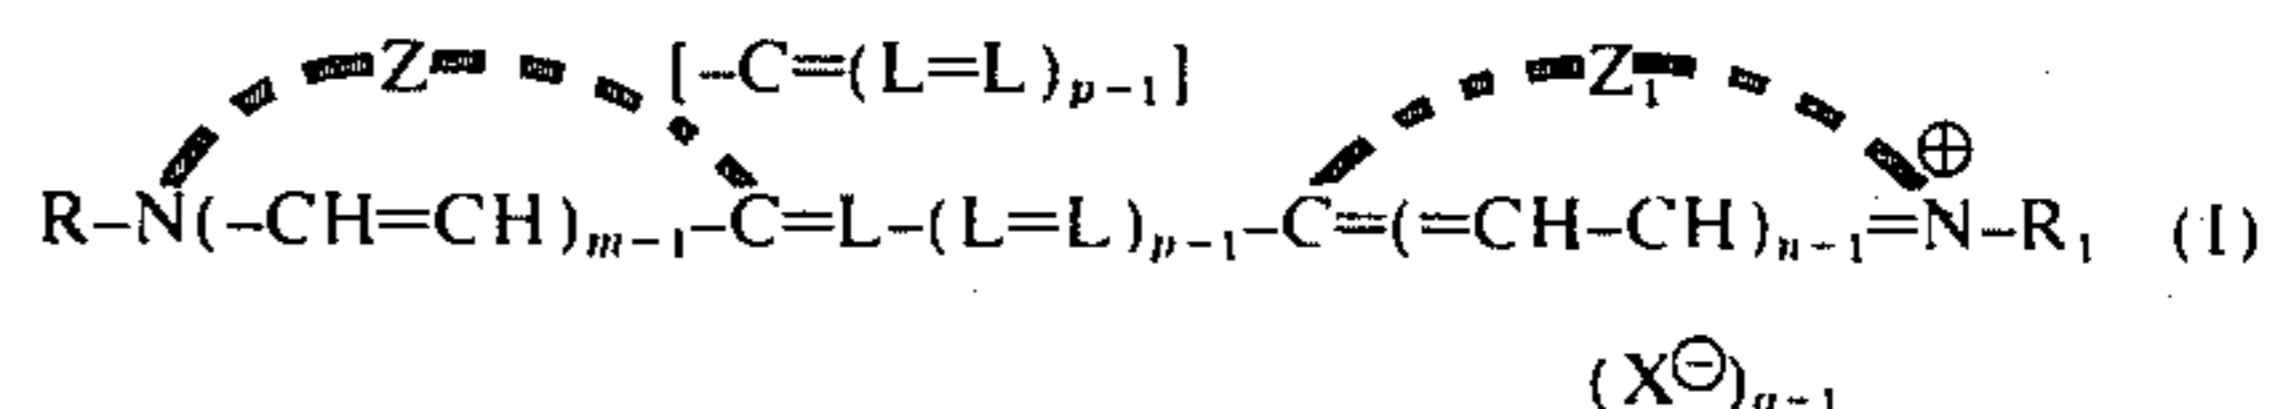 Z [–C=(L=L)p−1] Z1
R–N(–CH=CH)m−1–C=L–(L=L)p−1–C=(=CH–CH)n−1=N⊕–R1 (I)
(X⊖)q−1